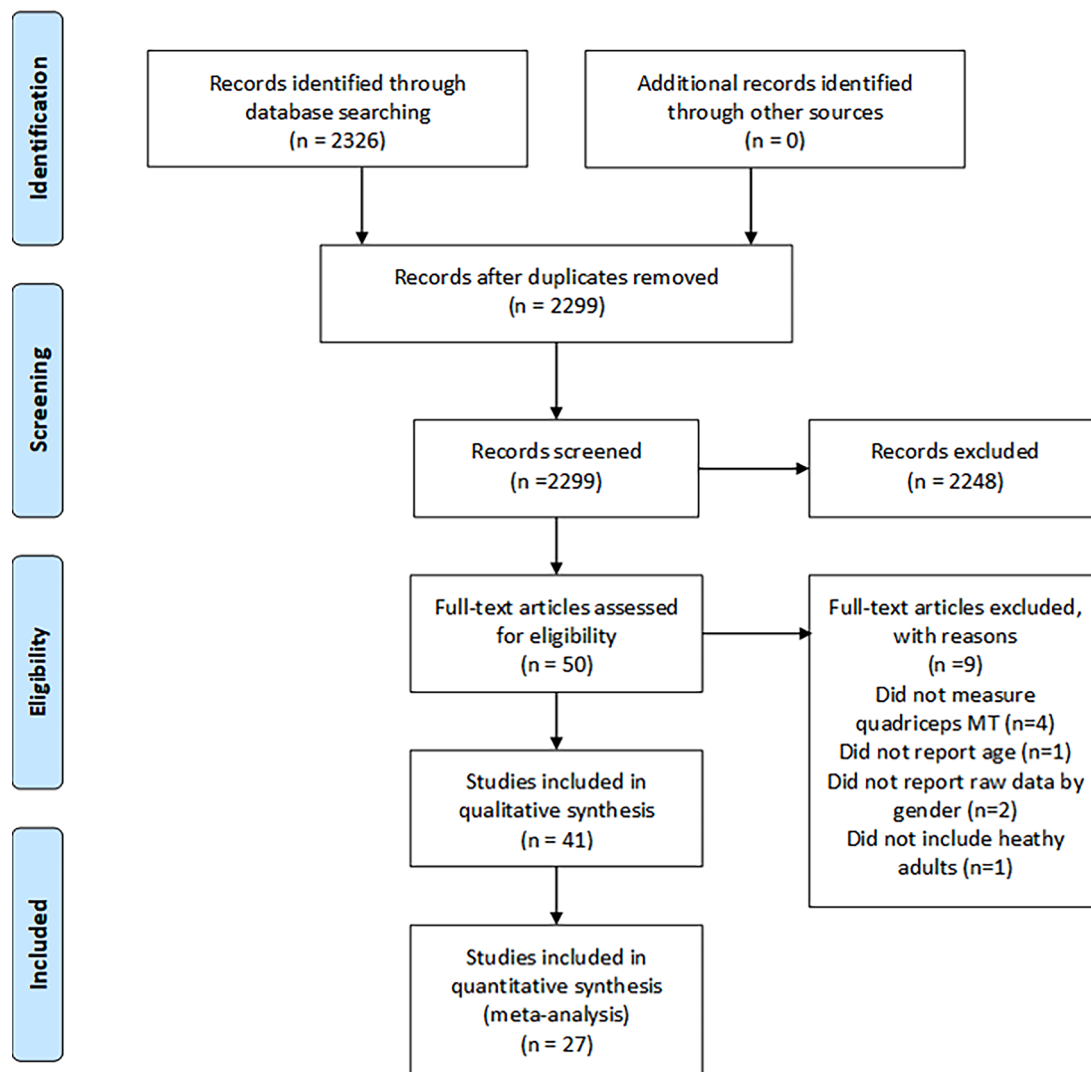 Identification
Records identified through
database searching
(n = 2326)
Additional records identified
through other sources
(n = 0)
Records after duplicates removed
(n = 2299)
Screening
Records screened
(n =2299)
Records excluded
(n = 2248)
Eligibility
Full-text articles assessed
for eligibility
(n = 50)
Full-text articles excluded,
with reasons
(n =9)
Did not measure
quadriceps MT (n=4)
Did not report age (n=1)
Did not report raw data by
gender (n=2)
Did not include heathy
adults (n=1)
Studies included in
qualitative synthesis
(n = 41)
Included
Studies included in
quantitative synthesis
(meta-analysis)
(n = 27)